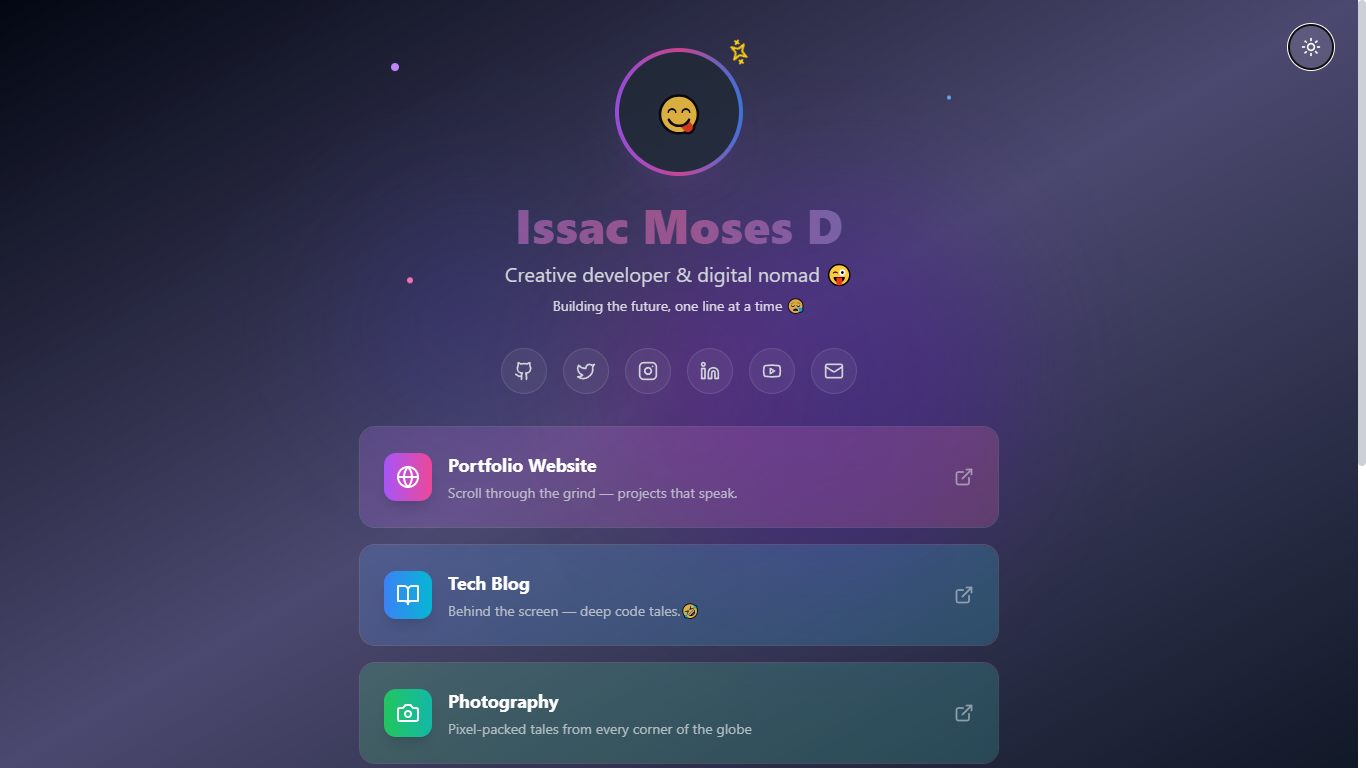 Issac Moses D
Creative developer & digital nomad 😜
Building the future, one line at a time 😪
Portfolio Website
Scroll through the grind — projects that speak.
Tech Blog
Behind the screen — deep code tales.🤣
Photography
Pixel-packed tales from every corner of the globe